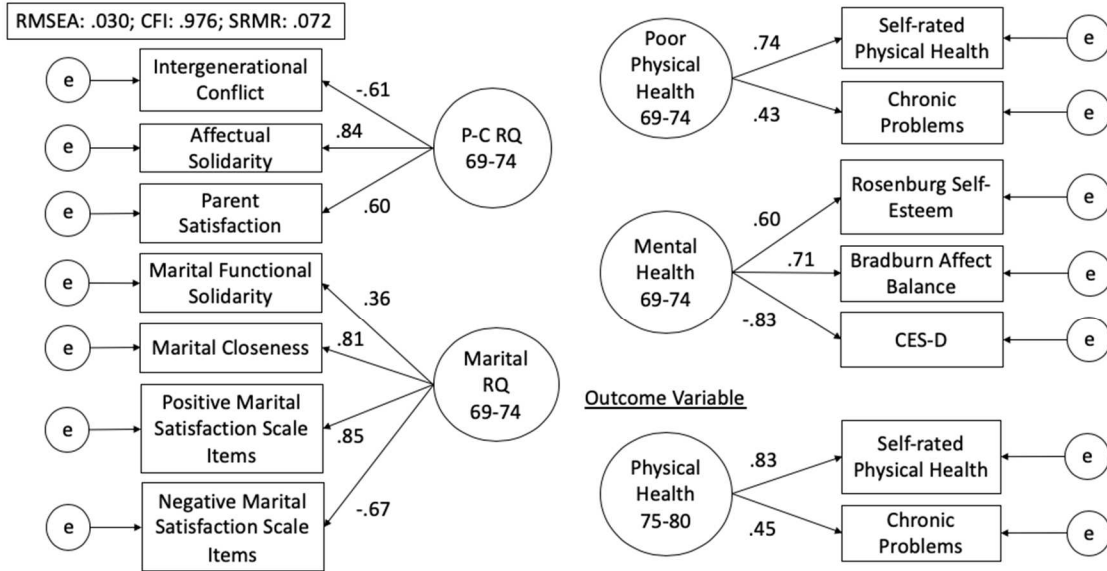 RMSEA: .030; CFI: .976; SRMR: .072
e
Intergenerational
Conflict
-.61
e
Affectual
Solidarity
.84
P-C RQ
69-74
e
Parent
Satisfaction
.60
e
Marital Functional
Solidarity
.36
e
Marital Closeness
.81
Marital
RQ
69-74
e
Positive Marital
Satisfaction Scale
Items
.85
e
Negative Marital
Satisfaction Scale
Items
-.67
Poor
Physical
Health
69-74
.74
Self-rated
Physical Health
e
.43
Chronic
Problems
e
Mental
Health
69-74
.60
Rosenburg Self-
Esteem
e
.71
Bradburn Affect
Balance
e
-.83
CES-D
e
Outcome Variable
Physical
Health
75-80
.83
Self-rated
Physical Health
e
.45
Chronic
Problems
e